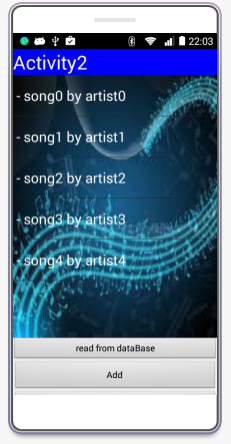 22:03
Activity2
- song0 by artist0
- song1 by artist1
- song2 by artist2
- song3 by artist3
- song4 by artist4
read from dataBase
Add